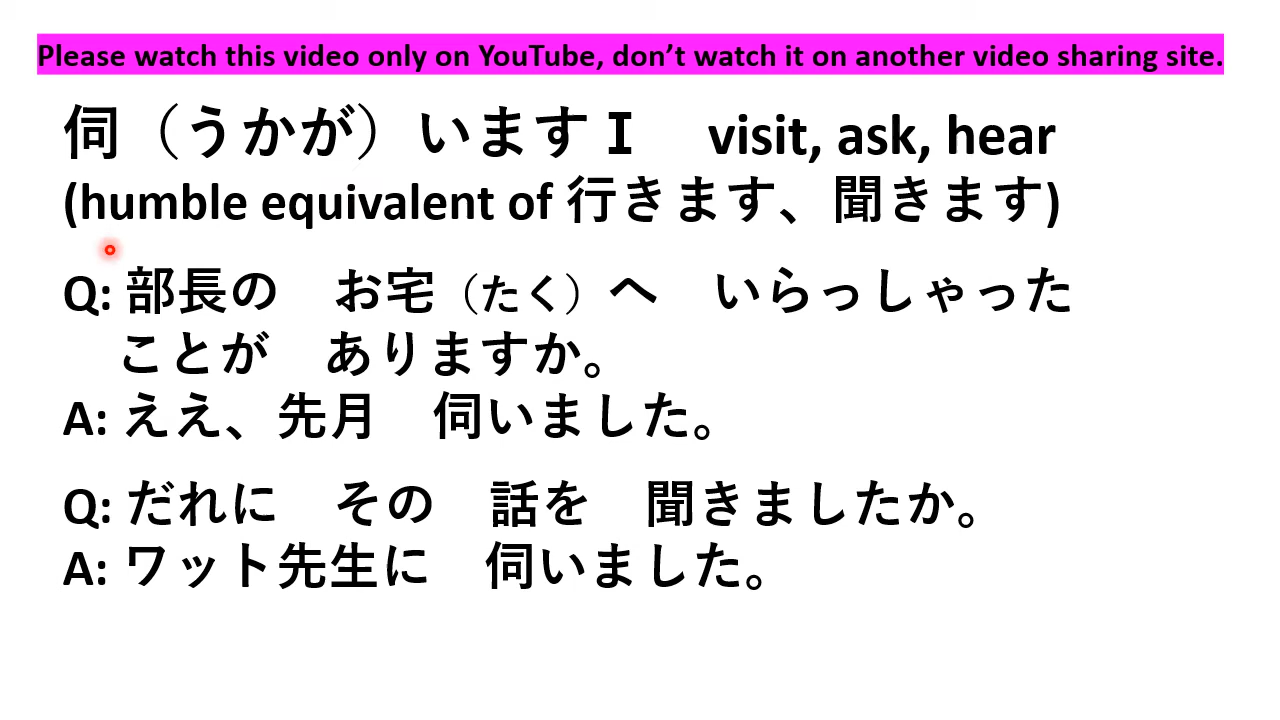 Please watch this video only on YouTube, don’t watch it on another video sharing site.
伺（うかが）いますⅠ　visit, ask, hear
(humble equivalent of 行きます、聞きます)
Q: 部長の　お宅（たく）へ　いらっしゃった
ことが　ありますか。
A: ええ、先月　伺いました。
Q: だれに　その　話を　聞きましたか。
A: ワット先生に　伺いました。